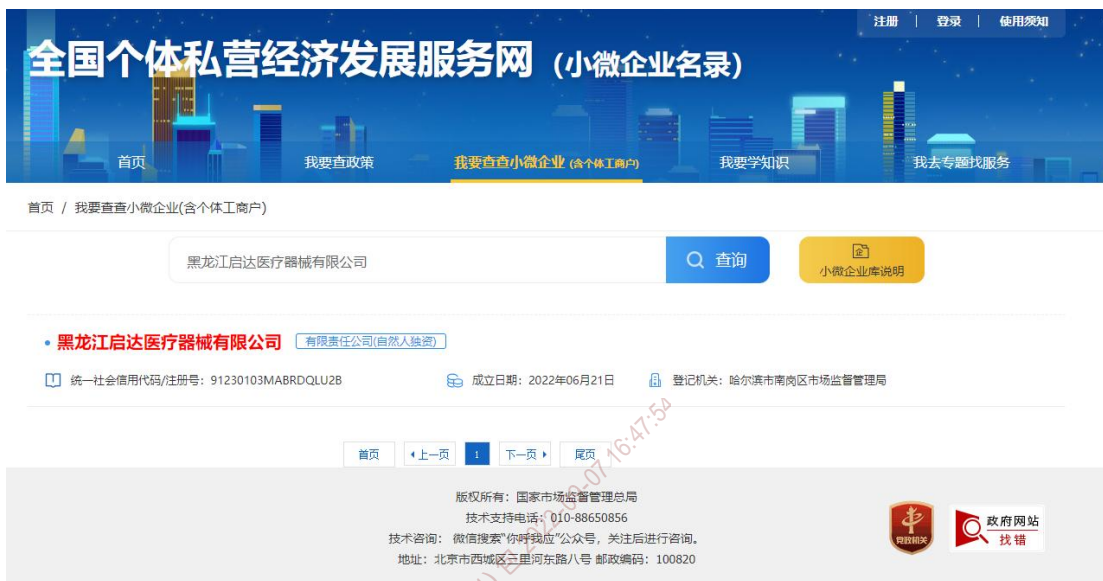 注册 | 登录 | 使用须知
全国个体私营经济发展服务网（小微企业名录）
首页 我要查政策 我要查查小微企业 (含个体工商户) 我要学知识 我去专题找服务
首页 / 我要查查小微企业(含个体工商户)
黑龙江启达医疗器械有限公司 查询 小微企业库说明
黑龙江启达医疗器械有限公司 有限责任公司(自然人独资)
统一社会信用代码/注册号：91230103MABRDQLU2B 成立日期：2022年06月21日 登记机关：哈尔滨市南岗区市场监督管理局
首页 上一页 1 下一页 尾页
版权所有：国家市场监督管理总局
技术支持电话：010-88650856
技术咨询： 微信搜索"你呼我应"公众号，关注后进行咨询。
地址：北京市西城区三里河东路八号 邮政编码：100820
党政机关
政府网站
找错
2022-09-07 16:47:54